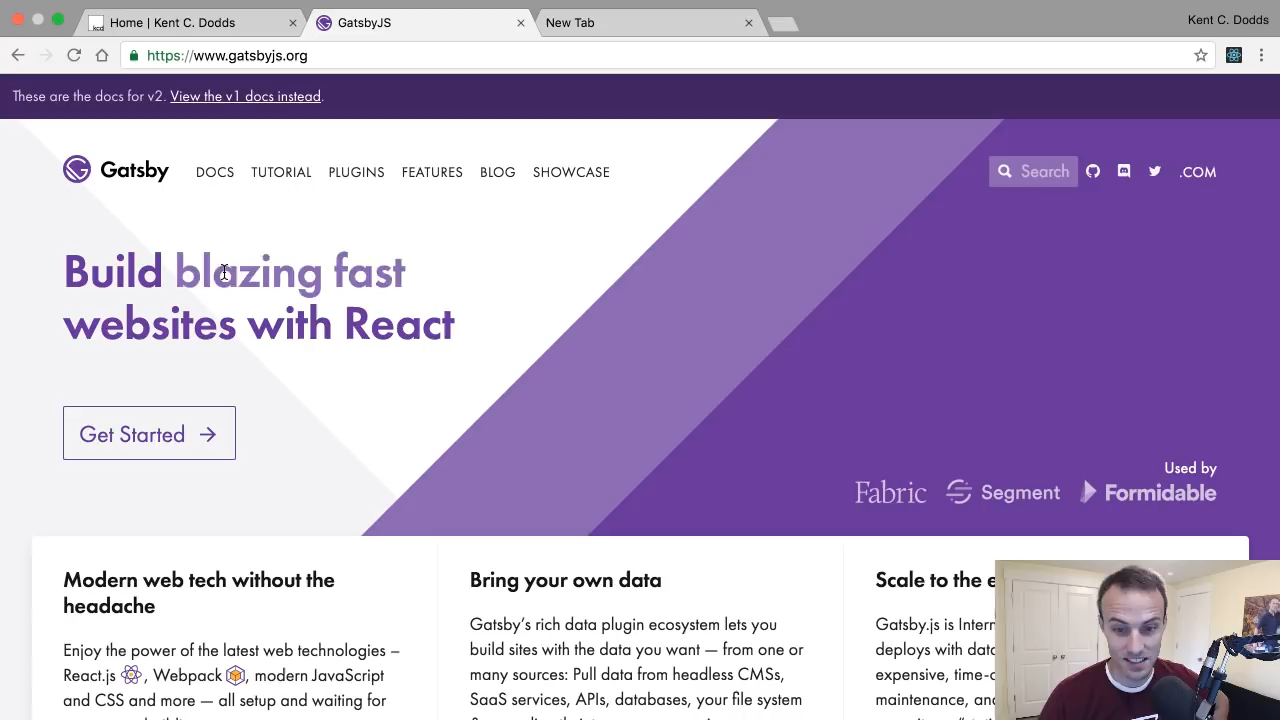 Home | Kent C. Dodds
GatsbyJS
New Tab
Kent C. Dodds
https://www.gatsbyjs.org
These are the docs for v2. View the v1 docs instead.
Gatsby
DOCS TUTORIAL PLUGINS FEATURES BLOG SHOWCASE
Search
.COM
Build blazing fast
websites with React
Get Started
Used by
Fabric Segment Formidable
Modern web tech without the
headache
Enjoy the power of the latest web technologies –
React.js , Webpack , modern JavaScript
and CSS and more — all setup and waiting for
Bring your own data
Gatsby’s rich data plugin ecosystem lets you
build sites with the data you want — from one or
many sources: Pull data from headless CMSs,
SaaS services, APIs, databases, your file system
Scale to the
Gatsby.js is
deploys with
expensive,
maintenance,